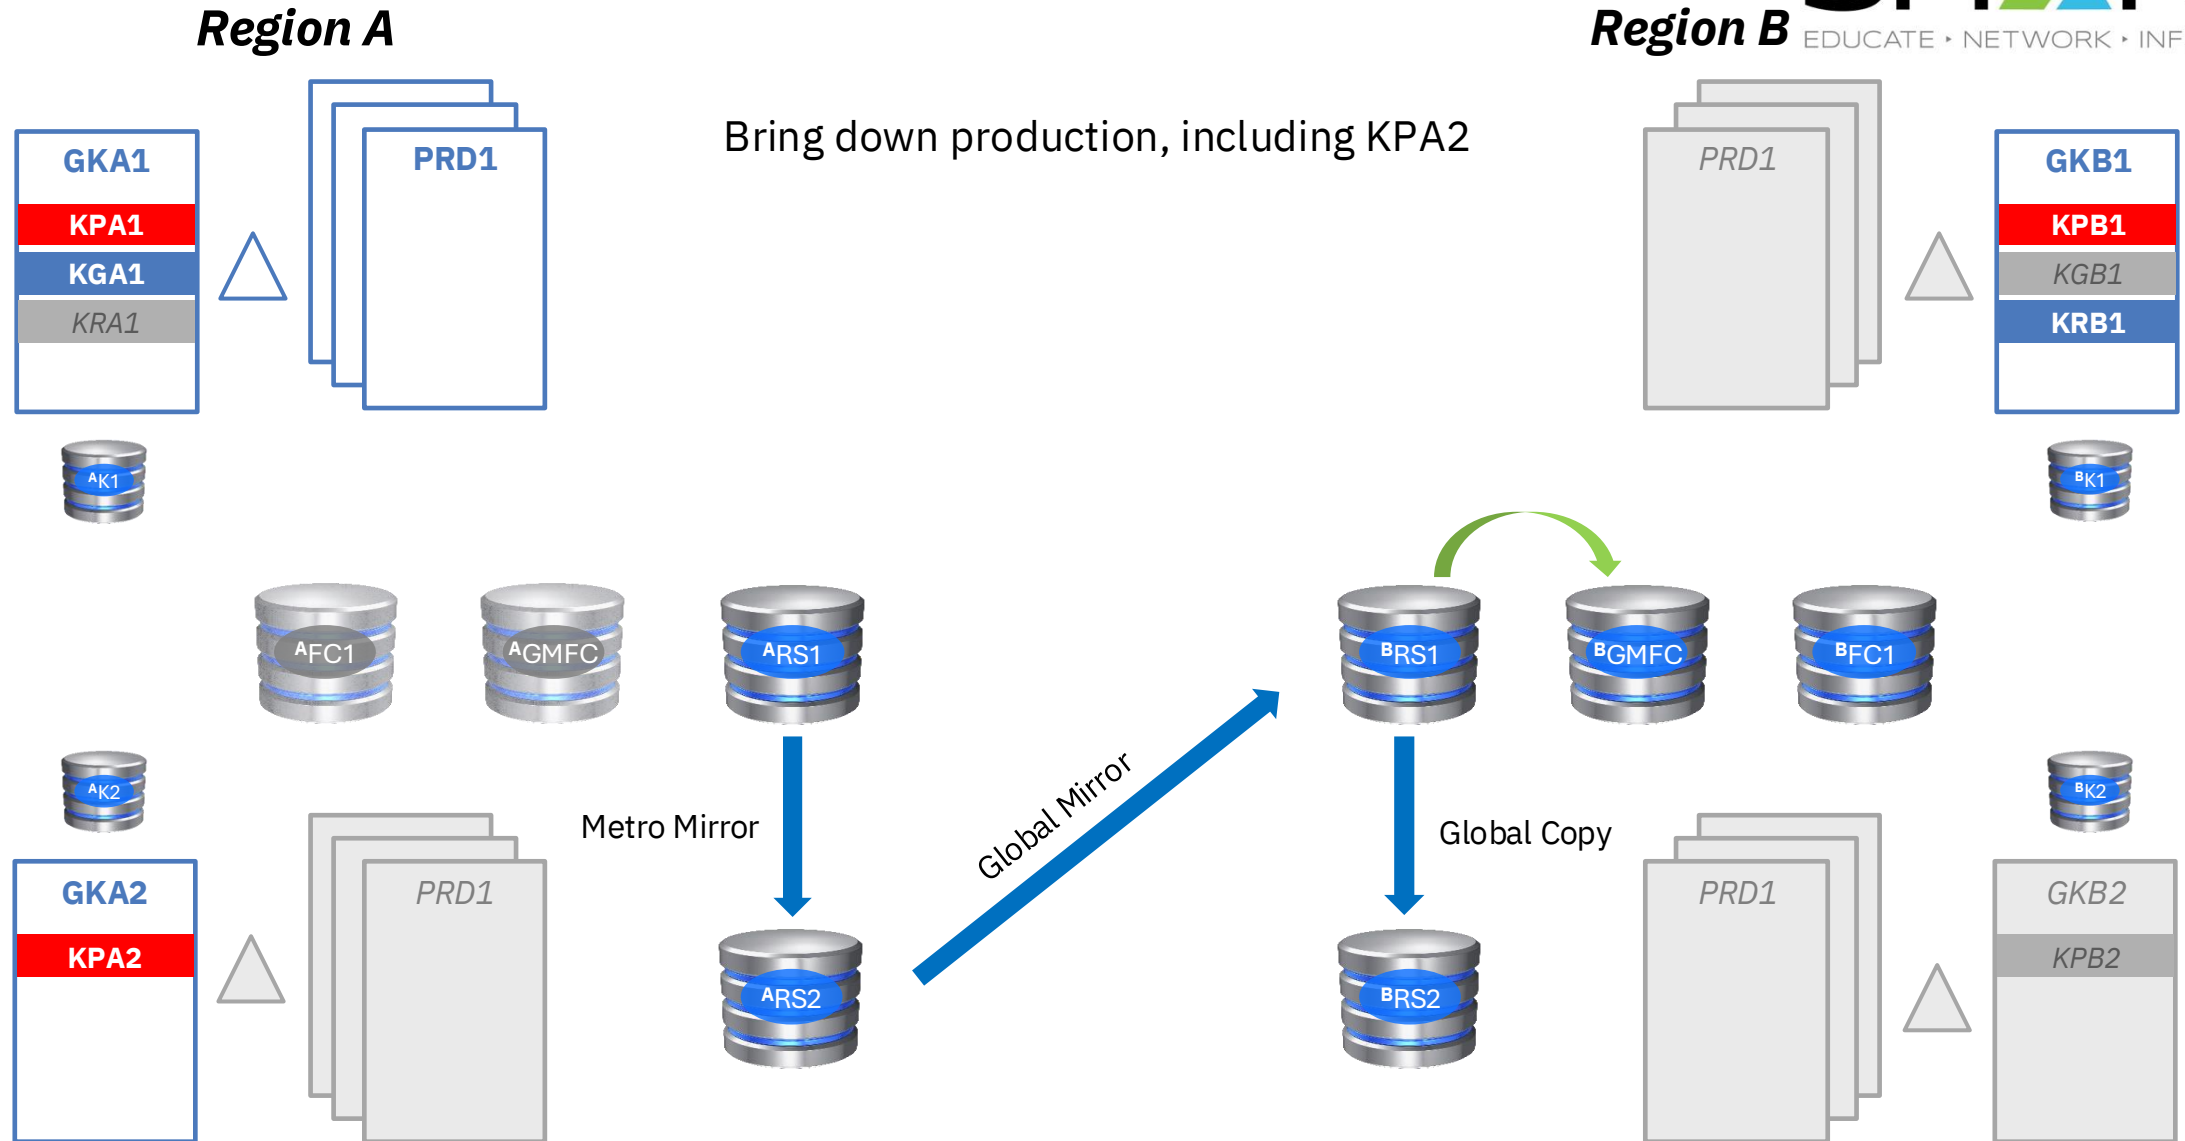 Region A
Region B
EDUCATE • NETWORK • INF
Bring down production, including KPA2
GKA1
KPA1
KGA1
KRA1
PRD1
PRD1
GKB1
KPB1
KGB1
KRB1
AK1
BK1
AFC1
AGMFC
ARS1
BRS1
BGMFC
BFC1
AK2
BK2
Metro Mirror
Global Mirror
Global Copy
GKA2
KPA2
PRD1
PRD1
GKB2
KPB2
ARS2
BRS2